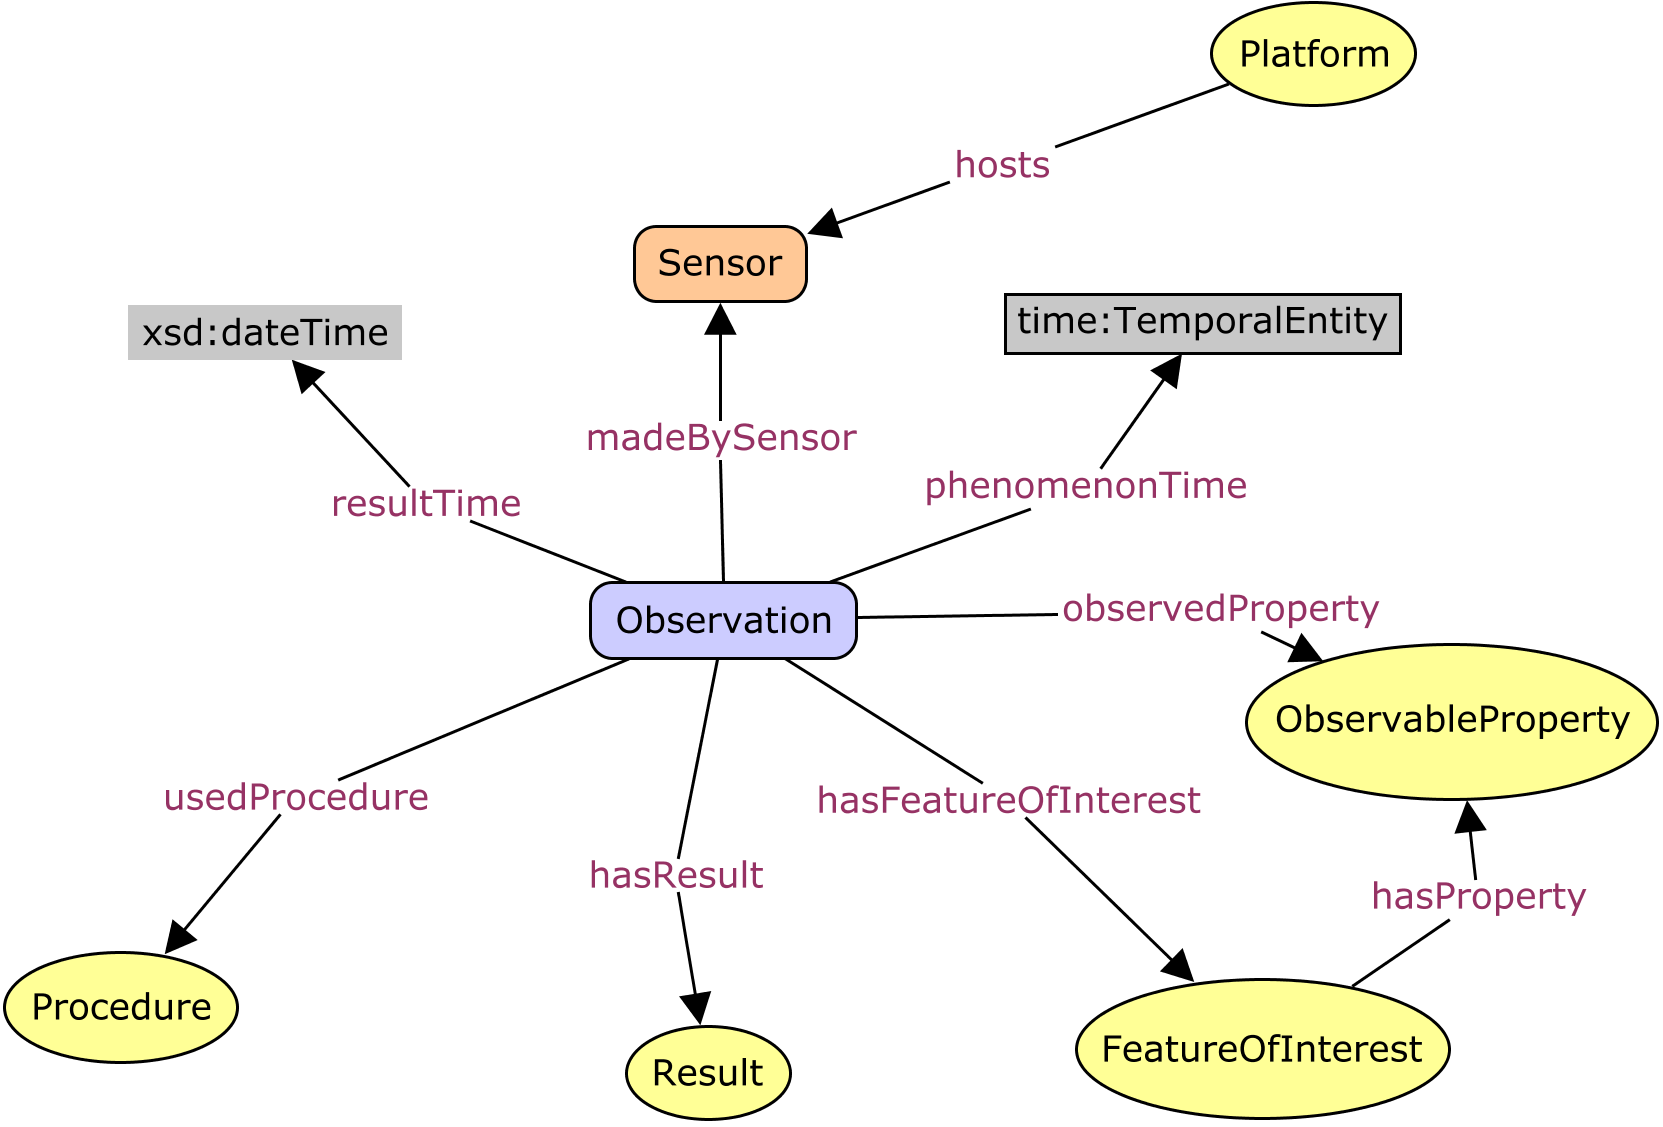 Platform
hosts
Sensor
xsd:dateTime
time:TemporalEntity
madeBySensor
resultTime
phenomenonTime
Observation
observedProperty
ObservableProperty
usedProcedure
hasFeatureOfInterest
hasResult
hasProperty
Procedure
FeatureOfInterest
Result